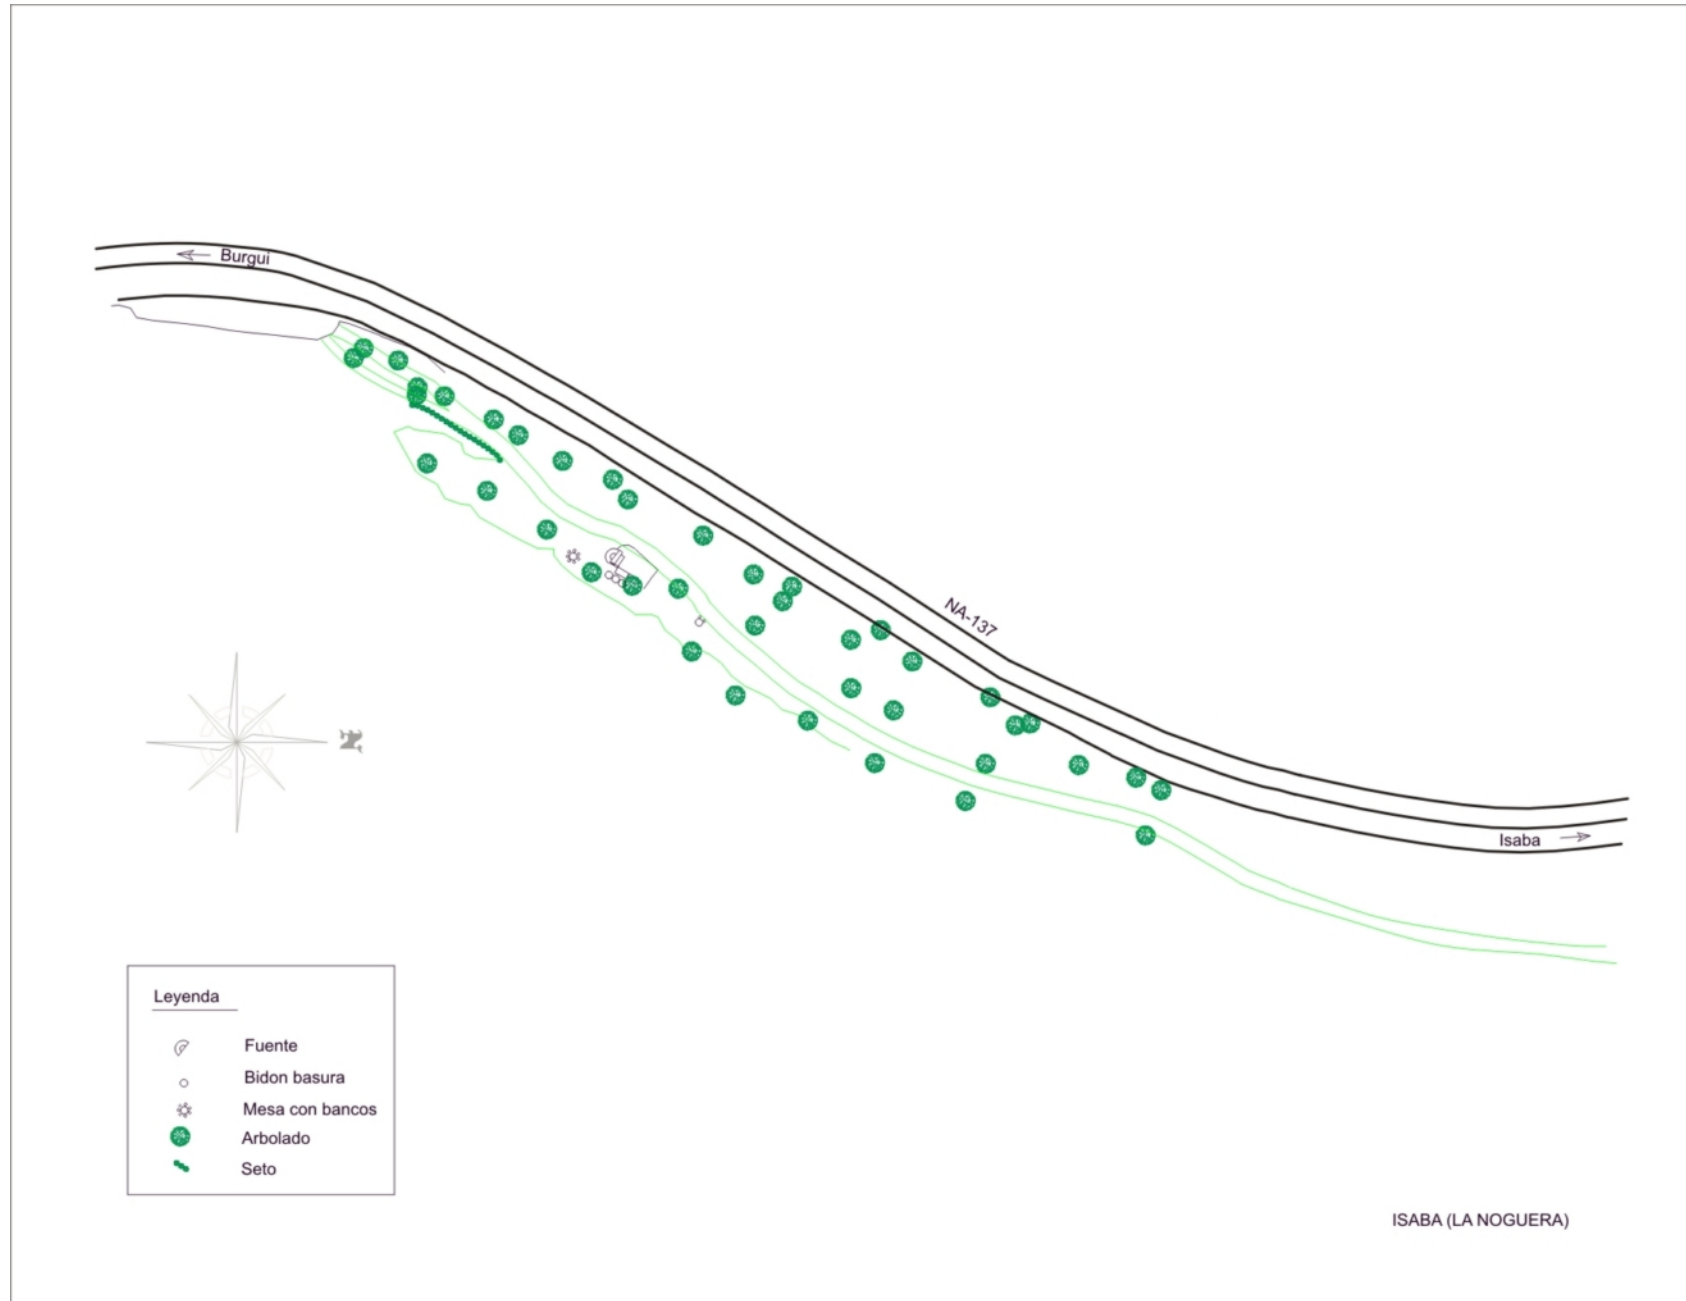 Burgui
NA-137
Isaba
Leyenda
Fuente
Bidon basura
Mesa con bancos
Arbolado
Seto
ISABA (LA NOGUERA)